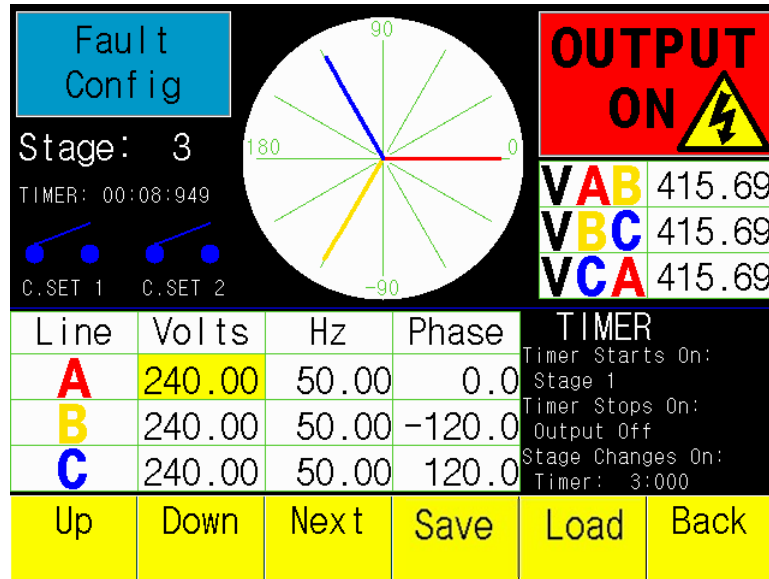 Fault
Config
Stage: 3
TIMER: 00:08:949
C.SET 1 C.SET 2
90
180
0
-90
OUTPUT
ON
VAB 415.69
VBC 415.69
VCA 415.69
Line Volts Hz Phase
A 240.00 50.00 0.0
B 240.00 50.00 -120.0
C 240.00 50.00 120.0
TIMER
Timer Starts On:
Stage 1
Timer Stops On:
Output Off
Stage Changes On:
Timer: 3:000
Up Down Next Save Load Back